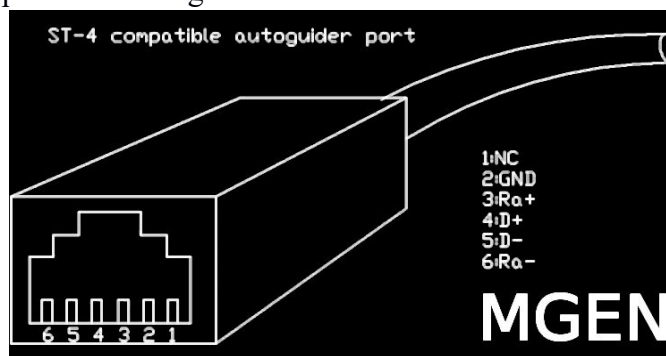 ST-4 compatible autoguider port
1:NC
2:GND
3:Ra+
4:D+
5:D-
6:Ra-
6 5 4 3 2 1
MGEN